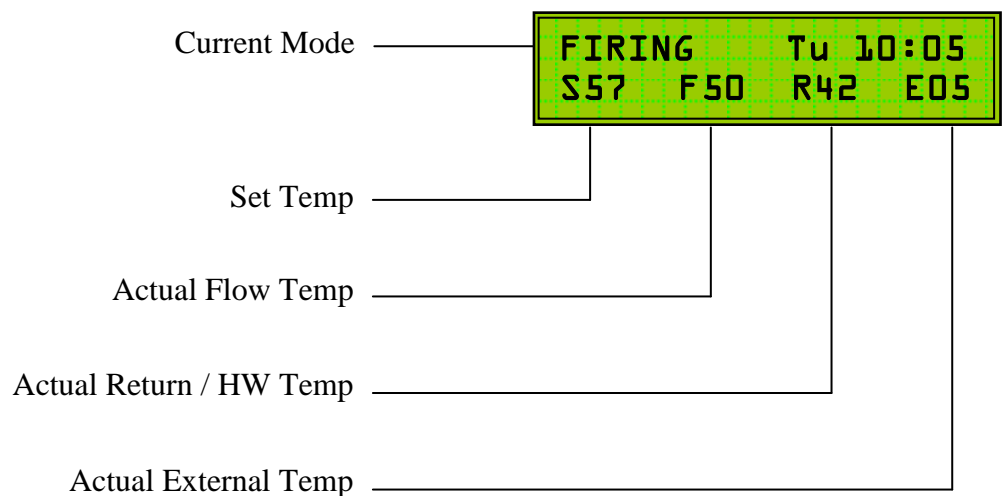 Current Mode
FIRING Tu 10:05
S57 F50 R42 E05
Set Temp
Actual Flow Temp
Actual Return / HW Temp
Actual External Temp